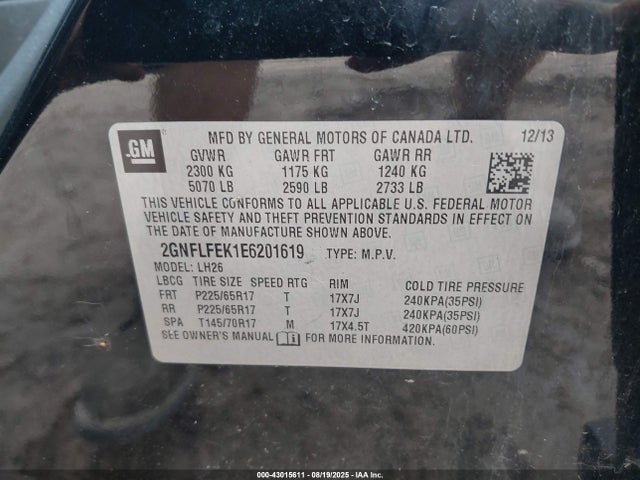 GM
MFD BY GENERAL MOTORS OF CANADA LTD. 12/13
GVWR GAWR FRT GAWR RR
2300 KG 1175 KG 1240 KG
5070 LB 2590 LB 2733 LB
THIS VEHICLE CONFORMS TO ALL APPLICABLE U.S. FEDERAL MOTOR
VEHICLE SAFETY AND THEFT PREVENTION STANDARDS IN EFFECT ON
THE DATE OF MANUFACTURE SHOWN ABOVE.
2GNFLFEK1E6201619 TYPE: M.P.V.
MODEL: LH26
LBCG TIRE SIZE SPEED RTG RIM COLD TIRE PRESSURE
FRT P225/65R17 T 17X7J 240KPA(35PSI)
RR P225/65R17 T 17X7J 240KPA(35PSI)
SPA T145/70R17 M 17X4.5T 420KPA(60PSI)
SEE OWNER'S MANUAL FOR MORE INFORMATION.
000-43015611 - 08/19/2025 - IAA Inc.